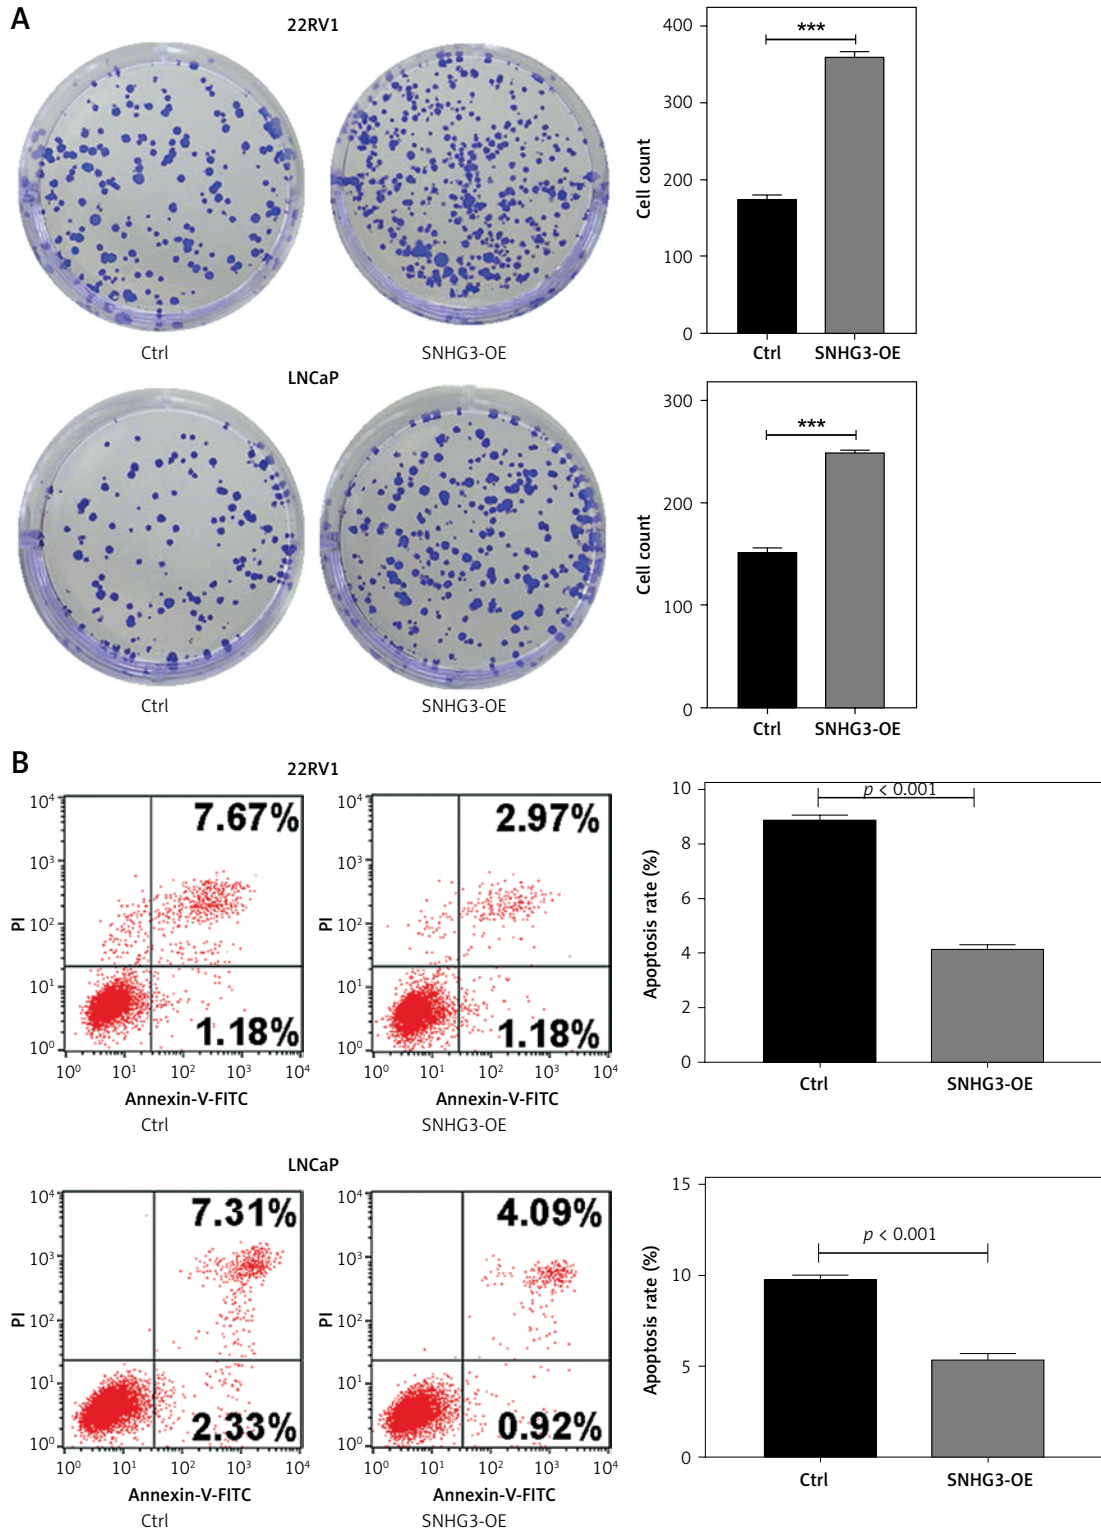 A
22RV1
Ctrl
SNHG3-OE
400
300
200
100
0
Cell count
***
Ctrl
SNHG3-OE
LNCaP
Ctrl
SNHG3-OE
300
200
100
0
Cell count
***
Ctrl
SNHG3-OE
B
22RV1
10⁴
10³
10²
10¹
10⁰
PI
7.67%
1.18%
10⁰ 10¹ 10² 10³ 10⁴
Annexin-V-FITC
Ctrl
10⁴
10³
10²
10¹
10⁰
PI
2.97%
1.18%
10⁰ 10¹ 10² 10³ 10⁴
Annexin-V-FITC
SNHG3-OE
10
8
6
4
2
0
Apoptosis rate (%)
p < 0.001
Ctrl
SNHG3-OE
LNCaP
10⁴
10³
10²
10¹
10⁰
PI
7.31%
2.33%
10⁰ 10¹ 10² 10³ 10⁴
Annexin-V-FITC
Ctrl
10⁴
10³
10²
10¹
10⁰
PI
4.09%
0.92%
10⁰ 10¹ 10² 10³ 10⁴
Annexin-V-FITC
SNHG3-OE
15
10
5
0
Apoptosis rate (%)
p < 0.001
Ctrl
SNHG3-OE